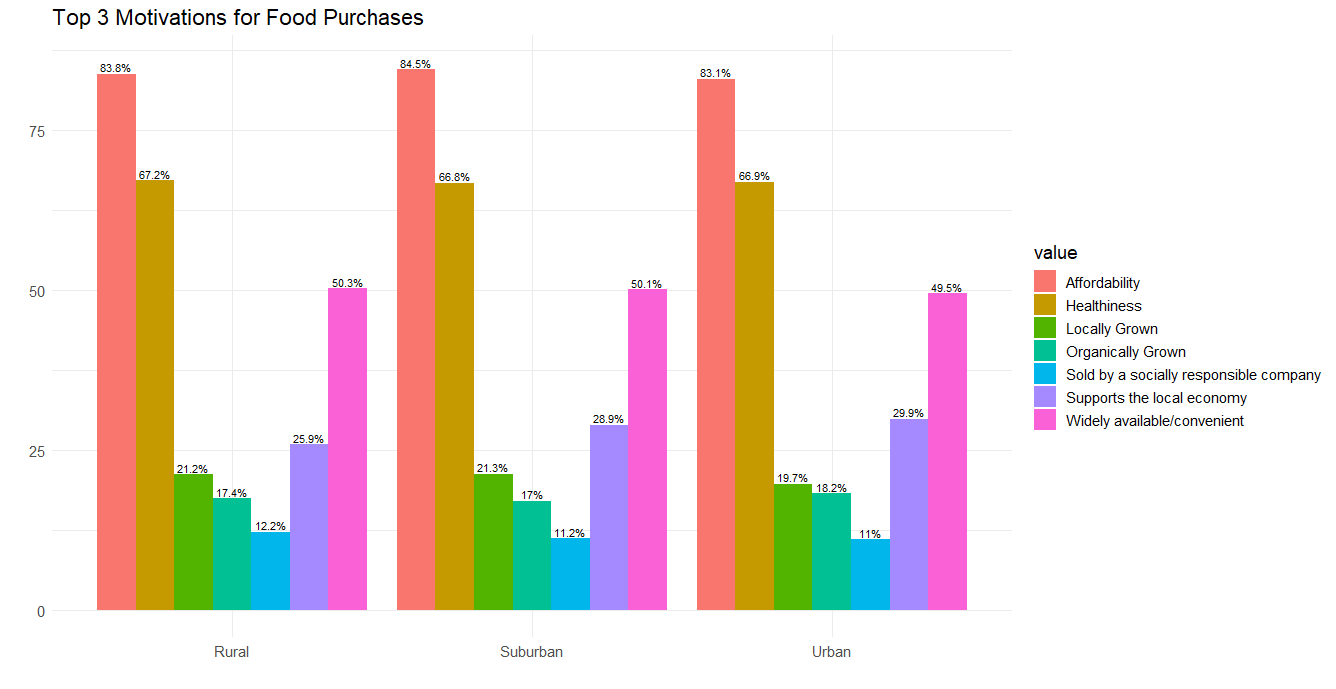 Top 3 Motivations for Food Purchases
83.8%
67.2%
21.2%
17.4%
12.2%
25.9%
50.3%
84.5%
66.8%
21.3%
17%
11.2%
28.9%
50.1%
83.1%
66.9%
19.7%
18.2%
11%
29.9%
49.5%
75
50
25
0
Rural
Suburban
Urban
value
Affordability
Healthiness
Locally Grown
Organically Grown
Sold by a socially responsible company
Supports the local economy
Widely available/convenient